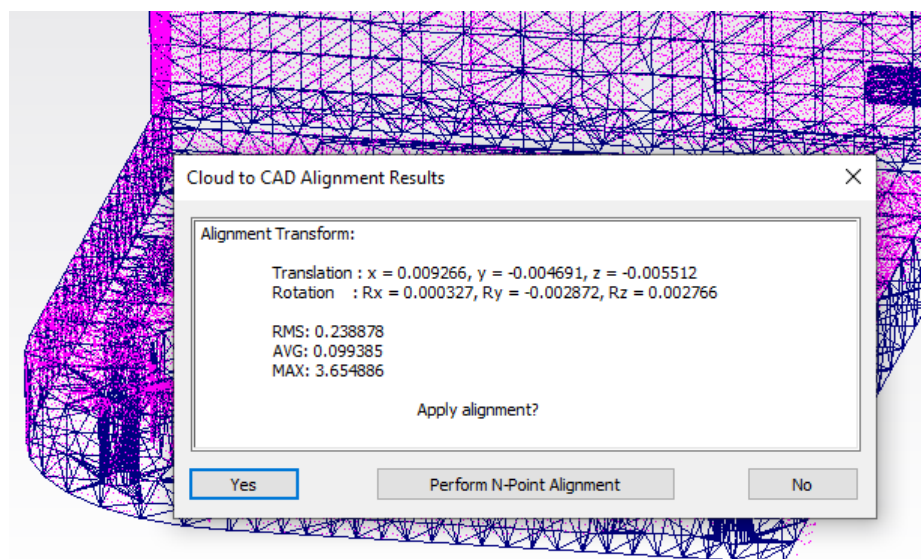 Cloud to CAD Alignment Results
Alignment Transform:
Translation : x = 0.009266, y = -0.004691, z = -0.005512
Rotation : Rx = 0.000327, Ry = -0.002872, Rz = 0.002766
RMS: 0.238878
AVG: 0.099385
MAX: 3.654886
Apply alignment?
Yes
Perform N-Point Alignment
No